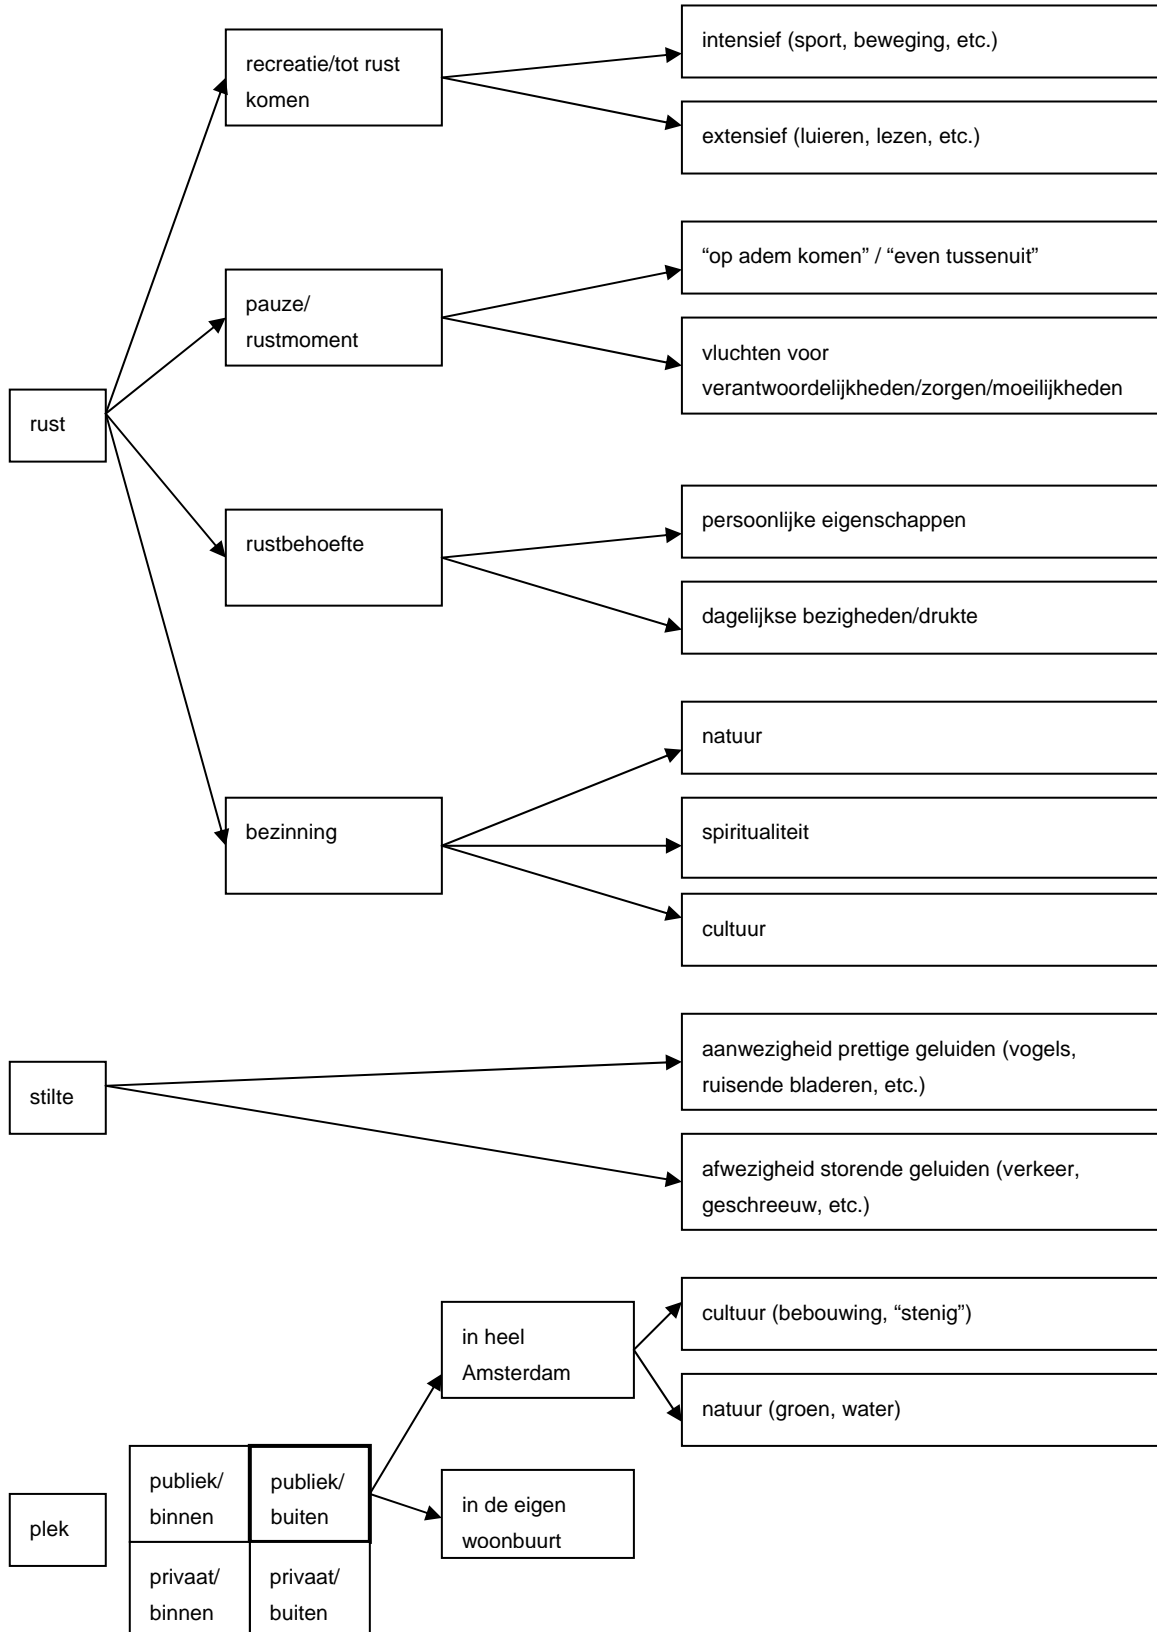 rust
recreatie/tot rust
komen
intensief (sport, beweging, etc.)
extensief (luieren, lezen, etc.)
pauze/
rustmoment
“op adem komen” / “even tussenuit”
vluchten voor
verantwoordelijkheden/zorgen/moeilijkheden
rustbehoefte
persoonlijke eigenschappen
dagelijkse bezigheden/drukte
bezinning
natuur
spiritualiteit
cultuur
stilte
aanwezigheid prettige geluiden (vogels,
ruisende bladeren, etc.)
afwezigheid storende geluiden (verkeer,
geschreeuw, etc.)
plek
publiek/
binnen
publiek/
buiten
privaat/
binnen
privaat/
buiten
in heel
Amsterdam
cultuur (bebouwing, “stenig”)
natuur (groen, water)
in de eigen
woonbuurt